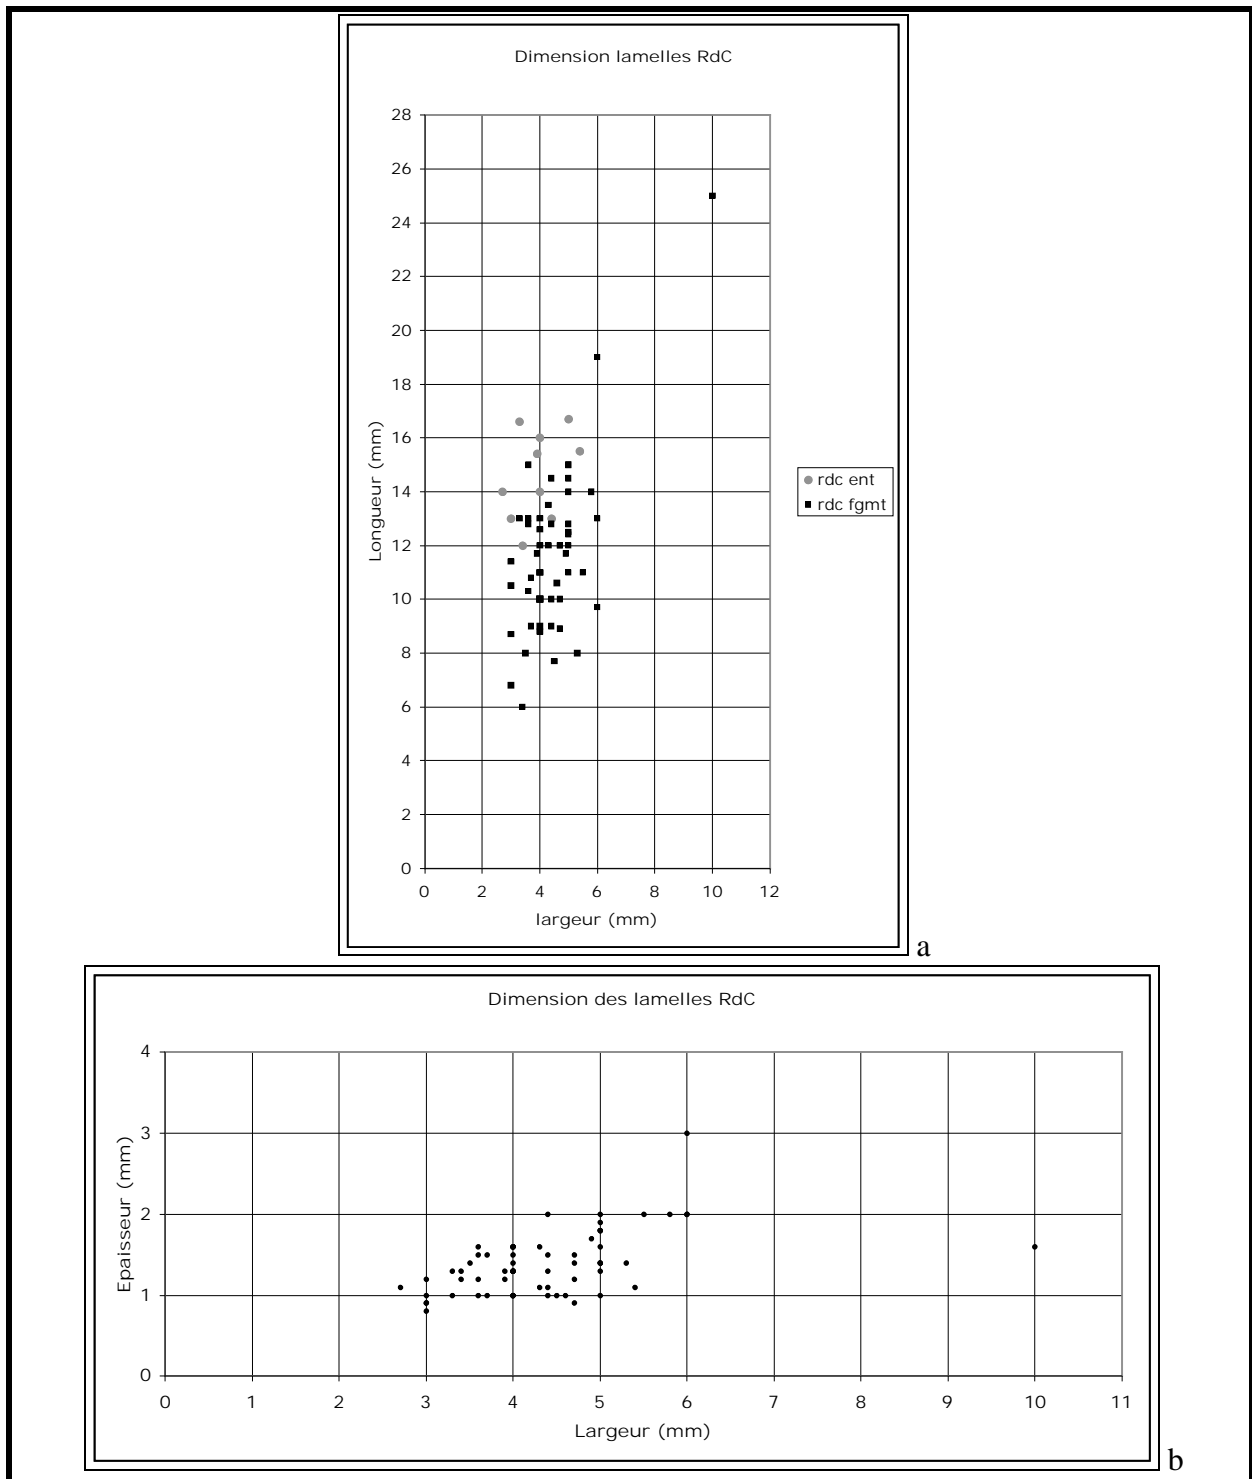 Dimension lamelles RdC
28
26
24
22
20
18
16
14
12
10
8
6
4
2
0
Longueur (mm)
0 2 4 6 8 10 12
largeur (mm)
rdc ent
rdc fgmt
a
Dimension des lamelles RdC
4
3
2
1
0
Epaisseur (mm)
0 1 2 3 4 5 6 7 8 9 10 11
Largeur (mm)
b